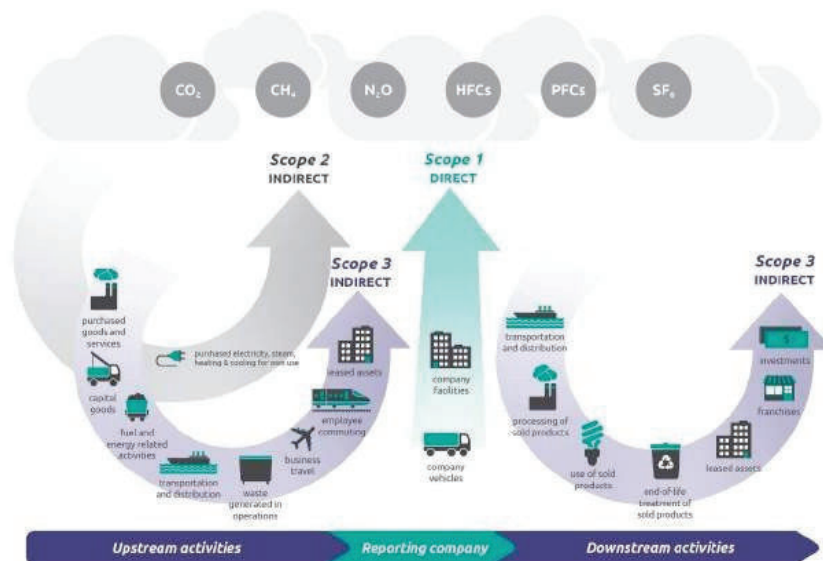 CO₂
CH₄
N₂O
HFCs
PFCs
SF₆
Scope 2
INDIRECT
Scope 1
DIRECT
Scope 3
INDIRECT
Scope 3
INDIRECT
purchased
goods and
services
capital
goods
fuel and
energy related
activities
purchased electricity, steam,
heating & cooling for own use
transportation
and distribution
waste
generated in
operations
business
travel
employee
commuting
leased assets
company
facilities
company
vehicles
transportation
and distribution
processing of
sold products
use of sold
products
end-of-life
treatment of
sold products
leased assets
franchises
investments
$
Upstream activities
Reporting company
Downstream activities